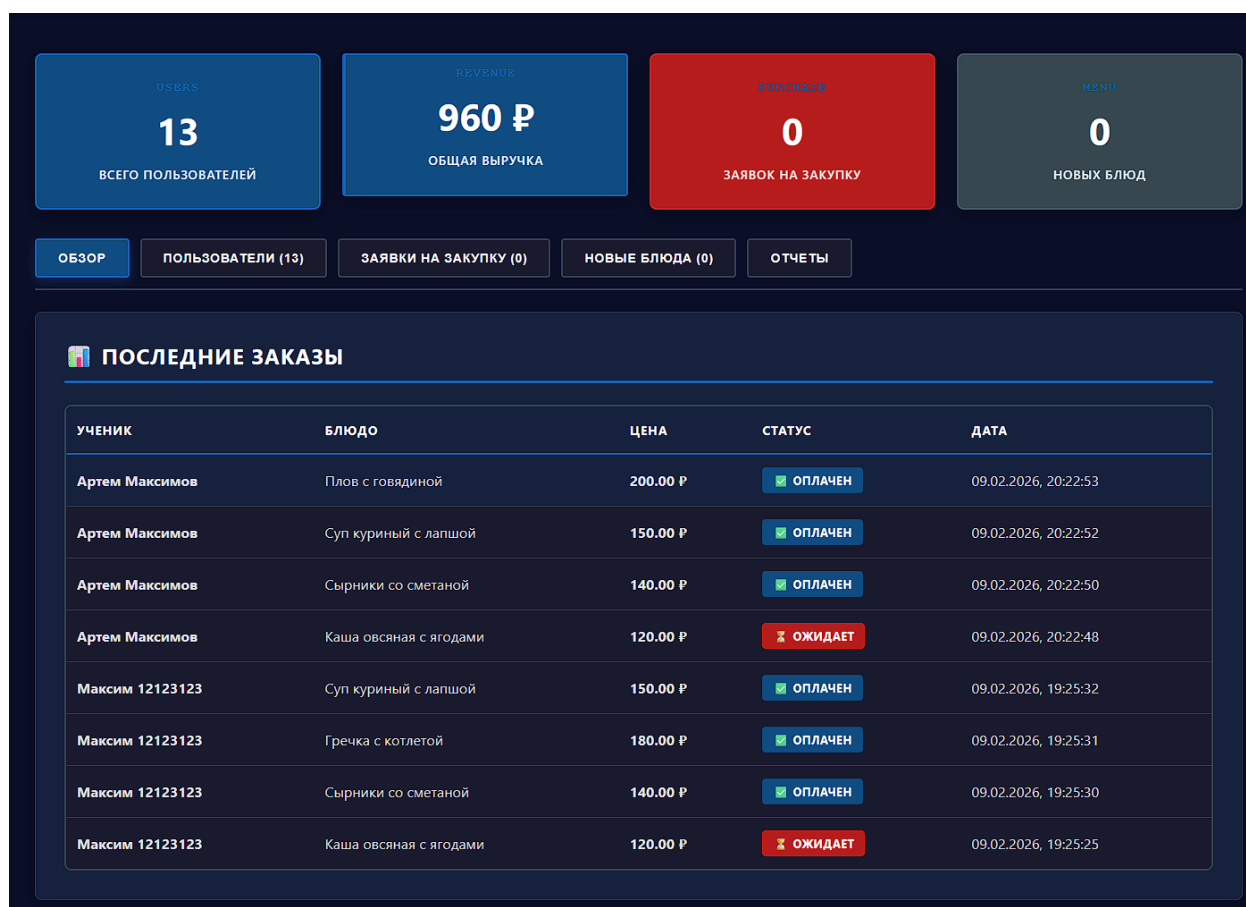 USERS
13
ВСЕГО ПОЛЬЗОВАТЕЛЕЙ
REVENUE
960 ₽
ОБЩАЯ ВЫРУЧКА
PURCHASE
0
ЗАЯВОК НА ЗАКУПКУ
MENU
0
НОВЫХ БЛЮД
ОБЗОР ПОЛЬЗОВАТЕЛИ (13) ЗАЯВКИ НА ЗАКУПКУ (0) НОВЫЕ БЛЮДА (0) ОТЧЕТЫ
ПОСЛЕДНИЕ ЗАКАЗЫ
УЧЕНИК БЛЮДО ЦЕНА СТАТУС ДАТА
Артем Максимов Плов с говядиной 200.00 ₽ ОПЛАЧЕН 09.02.2026, 20:22:53
Артем Максимов Суп куриный с лапшой 150.00 ₽ ОПЛАЧЕН 09.02.2026, 20:22:52
Артем Максимов Сырники со сметаной 140.00 ₽ ОПЛАЧЕН 09.02.2026, 20:22:50
Артем Максимов Каша овсяная с ягодами 120.00 ₽ ОЖИДАЕТ 09.02.2026, 20:22:48
Максим 12123123 Суп куриный с лапшой 150.00 ₽ ОПЛАЧЕН 09.02.2026, 19:25:32
Максим 12123123 Гречка с котлетой 180.00 ₽ ОПЛАЧЕН 09.02.2026, 19:25:31
Максим 12123123 Сырники со сметаной 140.00 ₽ ОПЛАЧЕН 09.02.2026, 19:25:30
Максим 12123123 Каша овсяная с ягодами 120.00 ₽ ОЖИДАЕТ 09.02.2026, 19:25:25